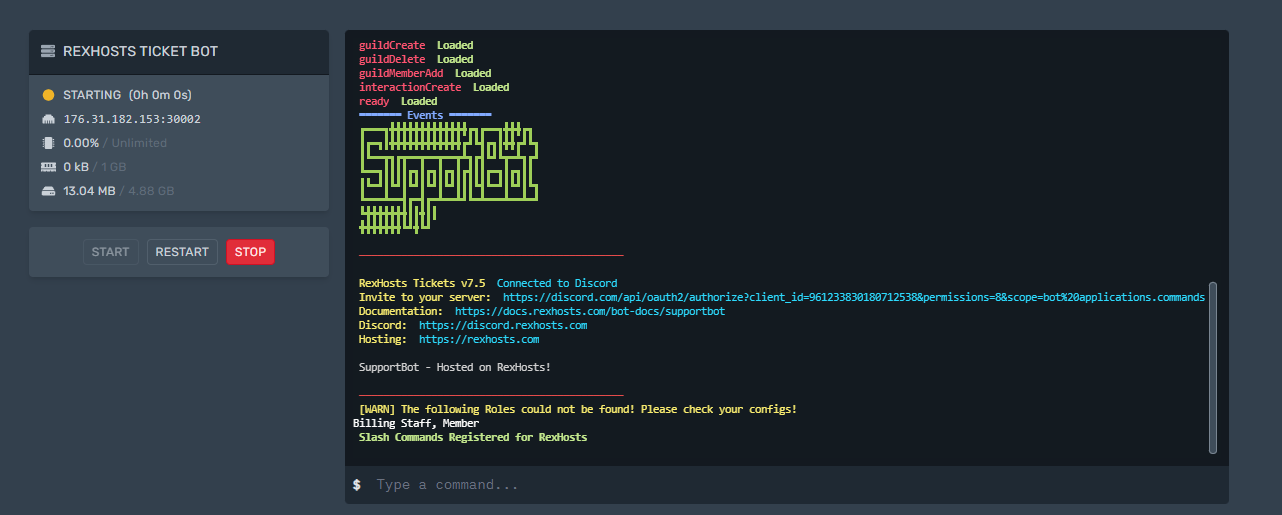 REXHOSTS TICKET BOT
STARTING (0h 0m 0s)
176.31.182.153:30002
0.00% / Unlimited
0 kB / 1 GB
13.04 MB / 4.88 GB
START
RESTART
STOP
guildCreate Loaded
guildDelete Loaded
guildMemberAdd Loaded
interactionCreate Loaded
ready Loaded
Events
RexHosts Tickets v7.5 Connected to Discord
Invite to your server: https://discord.com/api/oauth2/authorize?client_id=961233830180712538&permissions=8&scope=bot%20applications.commands
Documentation: https://docs.rexhosts.com/bot-docs/supportbot
Discord: https://discord.rexhosts.com
Hosting: https://rexhosts.com
SupportBot - Hosted on RexHosts!
[WARN] The following Roles could not be found! Please check your configs!
Billing Staff, Member
Slash Commands Registered for RexHosts
$ Type a command...